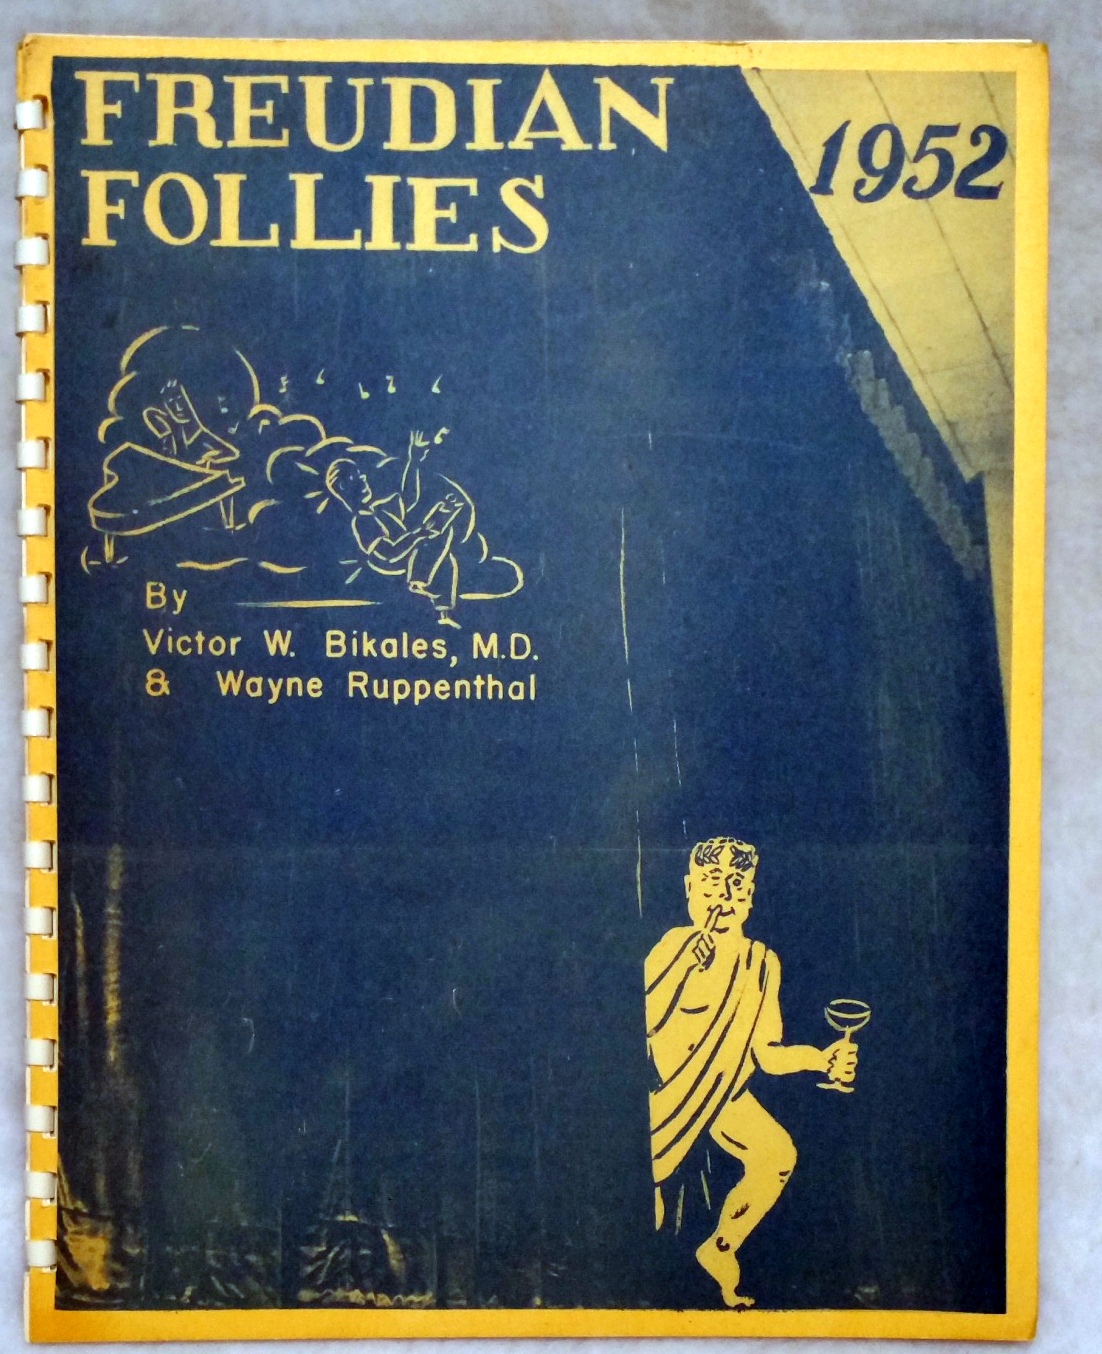 FREUDIAN
FOLLIES
1952
By
Victor W. Bikales, M.D.
& Wayne Ruppenthal